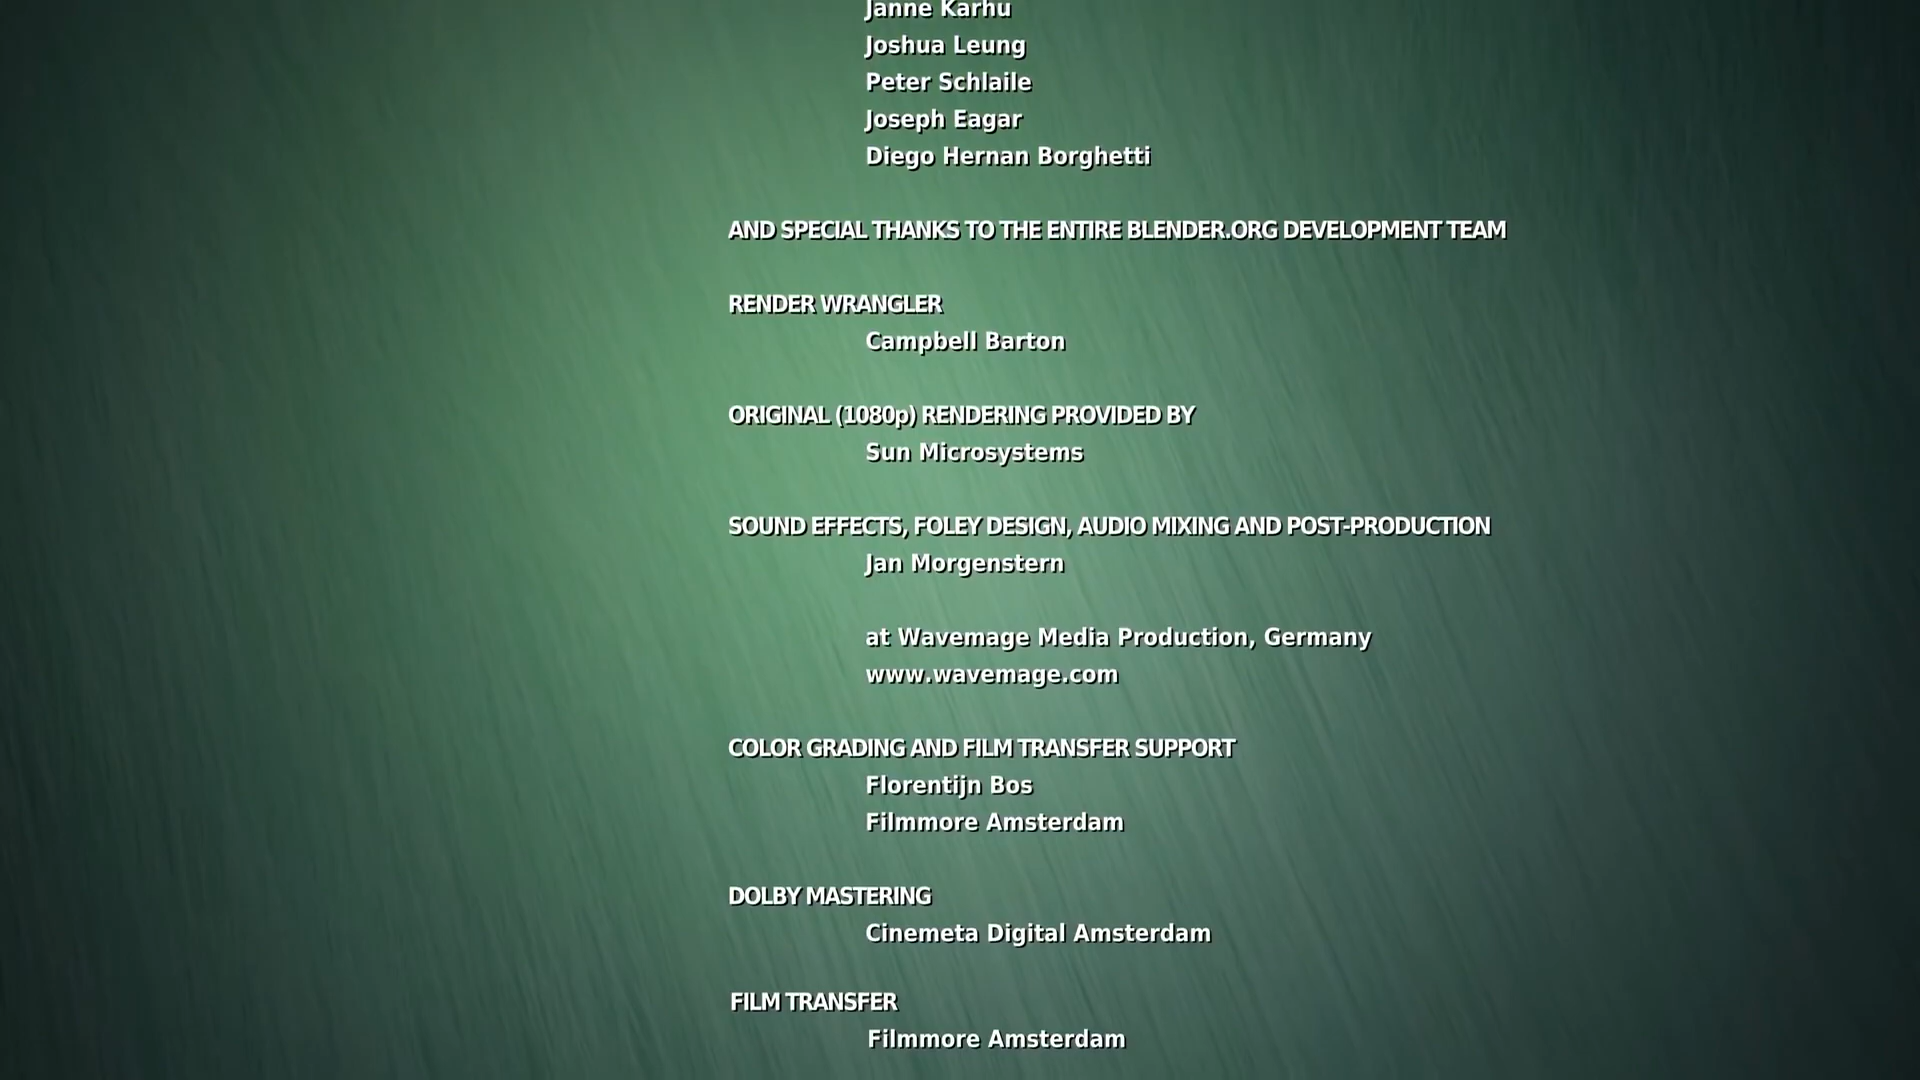 Janne Karhu
Joshua Leung
Peter Schlaile
Joseph Eagar
Diego Hernan Borghetti
AND SPECIAL THANKS TO THE ENTIRE BLENDER.ORG DEVELOPMENT TEAM
RENDER WRANGLER
Campbell Barton
ORIGINAL (1080p) RENDERING PROVIDED BY
Sun Microsystems
SOUND EFFECTS, FOLEY DESIGN, AUDIO MIXING AND POST-PRODUCTION
Jan Morgenstern
at Wavemage Media Production, Germany
www.wavemage.com
COLOR GRADING AND FILM TRANSFER SUPPORT
Florentijn Bos
Filmmore Amsterdam
DOLBY MASTERING
Cinemeta Digital Amsterdam
FILM TRANSFER
Filmmore Amsterdam